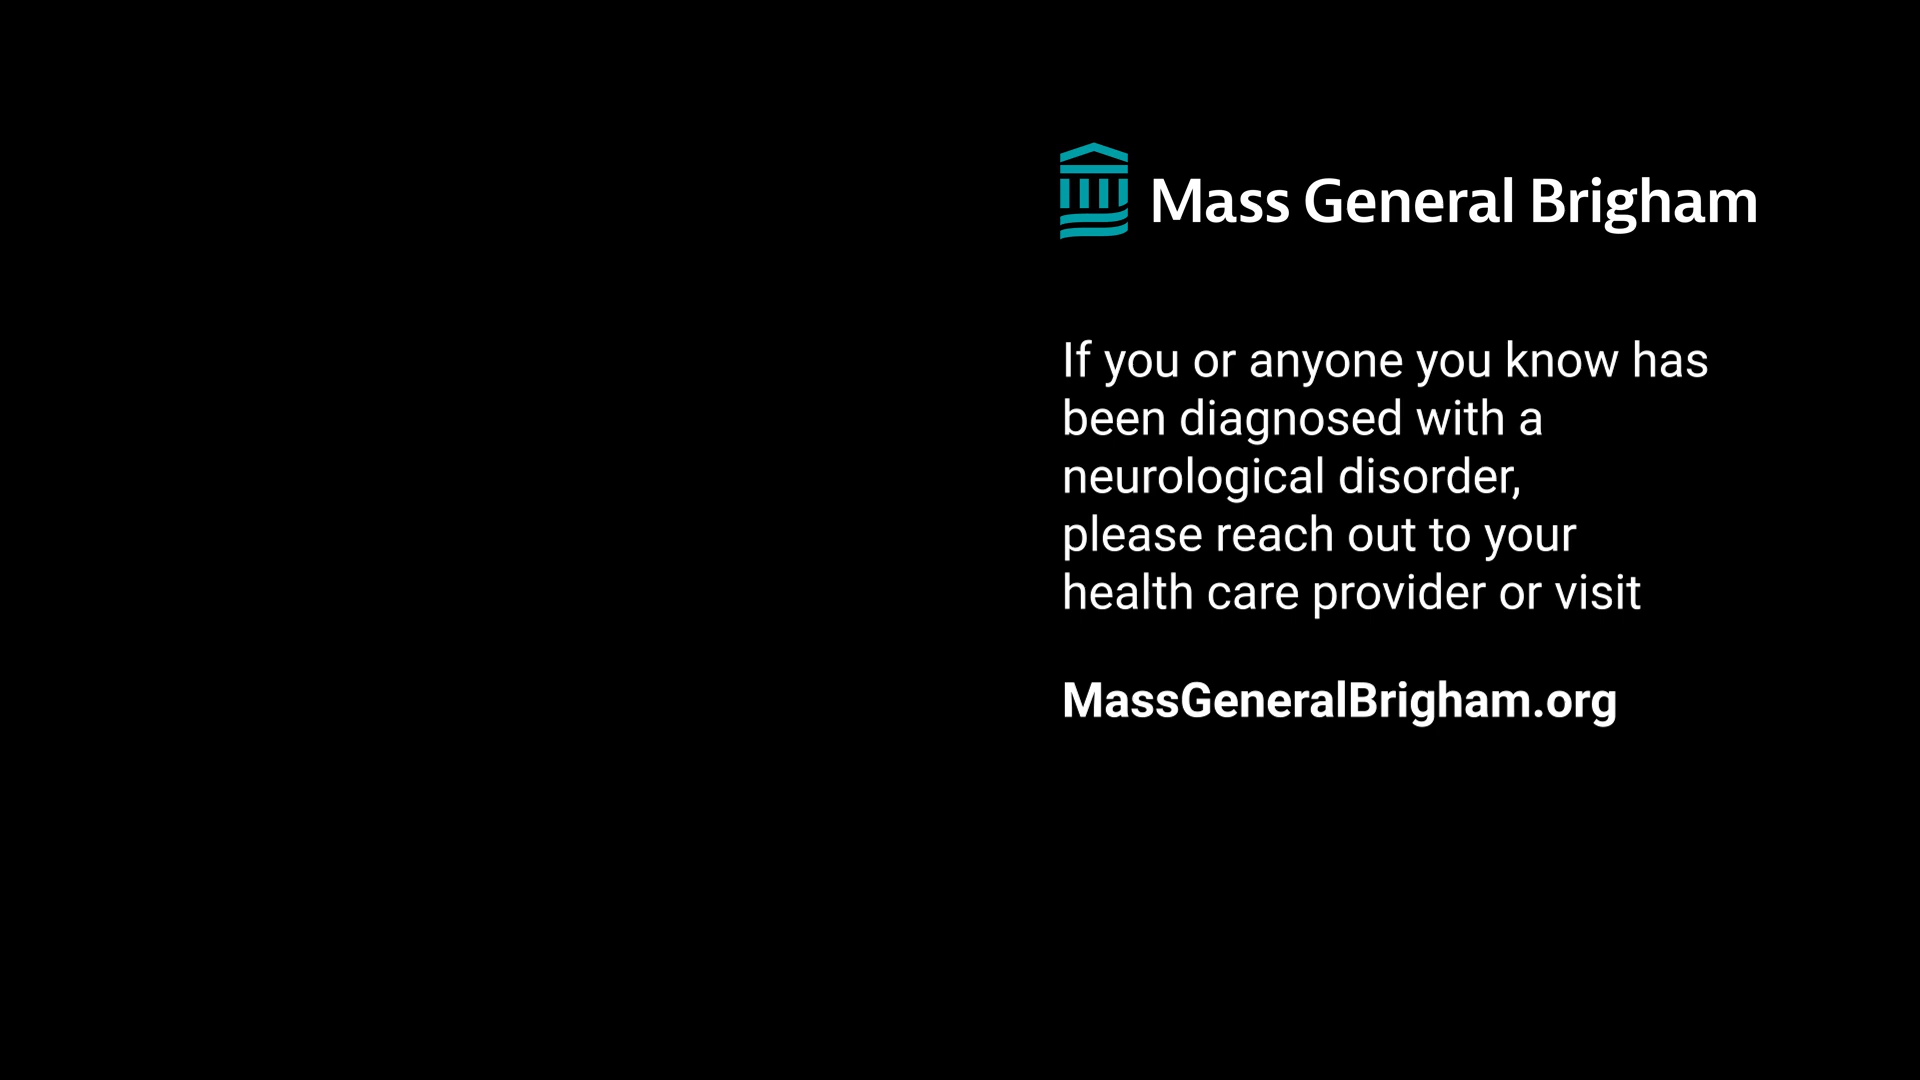 Mass General Brigham
If you or anyone you know has
been diagnosed with a
neurological disorder,
please reach out to your
health care provider or visit
MassGeneralBrigham.org